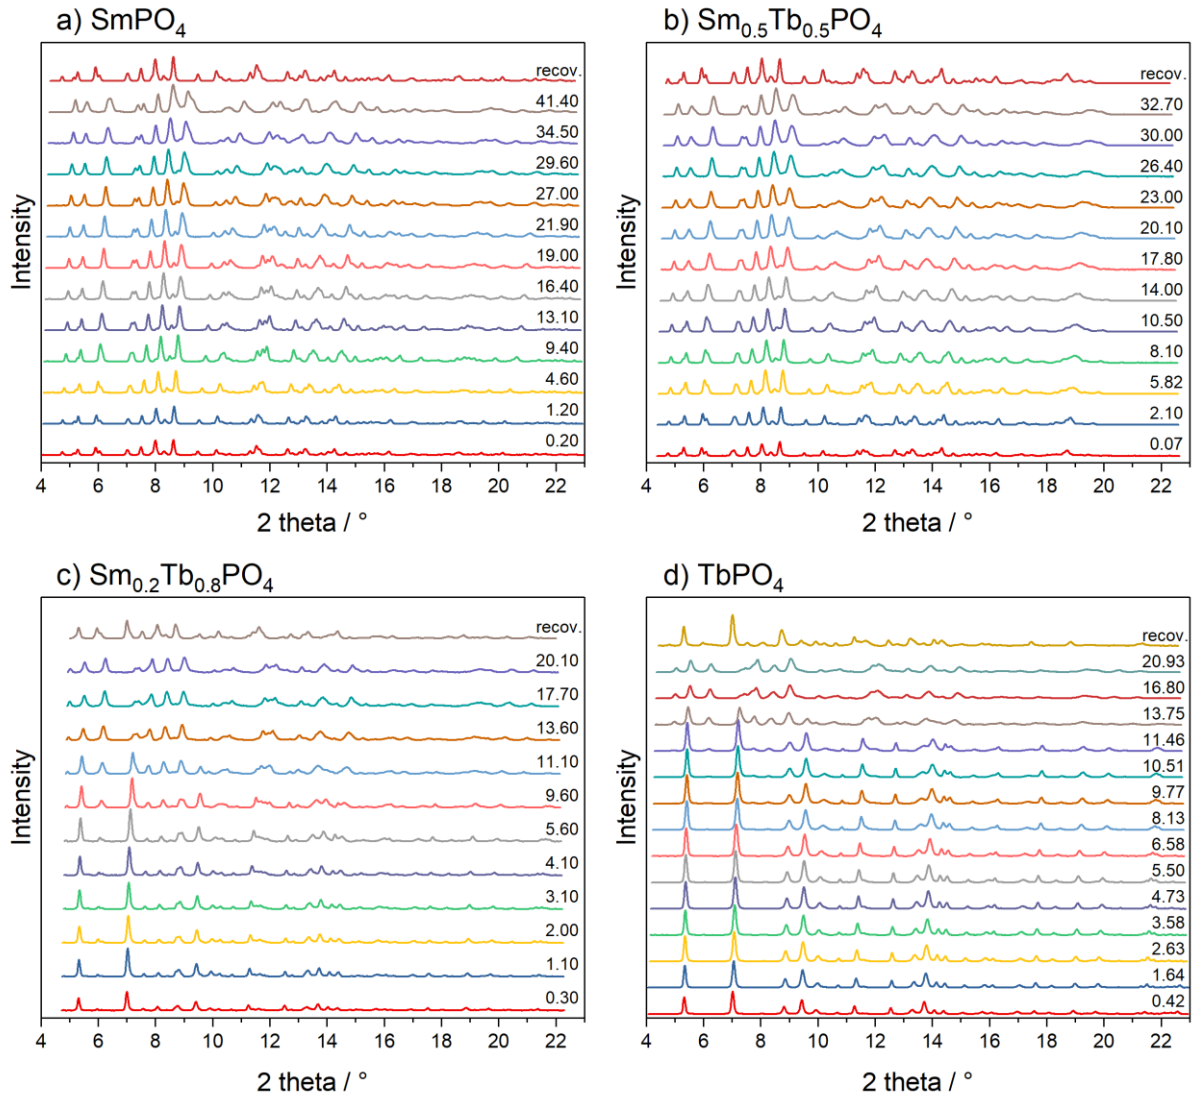 a) SmPO4
recov.
41.40
34.50
29.60
27.00
21.90
19.00
16.40
13.10
9.40
4.60
1.20
0.20
Intensity
4 6 8 10 12 14 16 18 20 22
2 theta / °
b) Sm0.5Tb0.5PO4
recov.
32.70
30.00
26.40
23.00
20.10
17.80
14.00
10.50
8.10
5.82
2.10
0.07
Intensity
4 6 8 10 12 14 16 18 20 22
2 theta / °
c) Sm0.2Tb0.8PO4
recov.
20.10
17.70
13.60
11.10
9.60
5.60
4.10
3.10
2.00
1.10
0.30
Intensity
4 6 8 10 12 14 16 18 20 22
2 theta / °
d) TbPO4
recov.
20.93
16.80
13.75
11.46
10.51
9.77
8.13
6.58
5.50
4.73
3.58
2.63
1.64
0.42
Intensity
4 6 8 10 12 14 16 18 20 22
2 theta / °